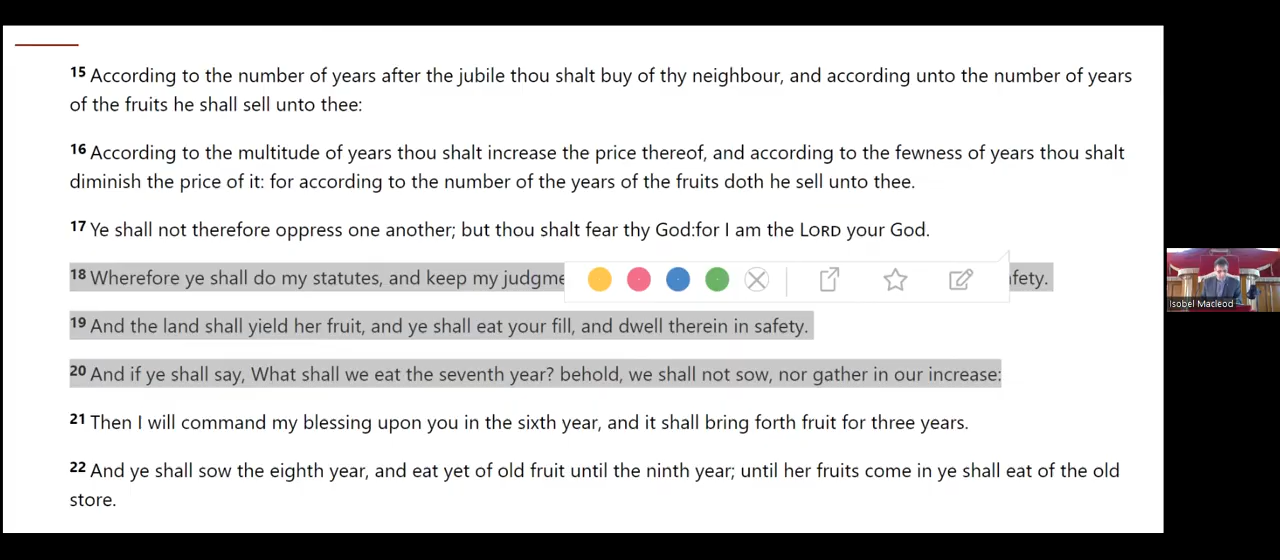 15 According to the number of years after the jubile thou shalt buy of thy neighbour, and according unto the number of years
of the fruits he shall sell unto thee:
16 According to the multitude of years thou shalt increase the price thereof, and according to the fewness of years thou shalt
diminish the price of it: for according to the number of the years of the fruits doth he sell unto thee.
17 Ye shall not therefore oppress one another; but thou shalt fear thy God:for I am the LORD your God.
18 Wherefore ye shall do my statutes, and keep my judgme
19 And the land shall yield her fruit, and ye shall eat your fill, and dwell therein in safety.
20 And if ye shall say, What shall we eat the seventh year? behold, we shall not sow, nor gather in our increase:
21 Then I will command my blessing upon you in the sixth year, and it shall bring forth fruit for three years.
22 And ye shall sow the eighth year, and eat yet of old fruit until the ninth year; until her fruits come in ye shall eat of the old
store.
Isobel Macleod